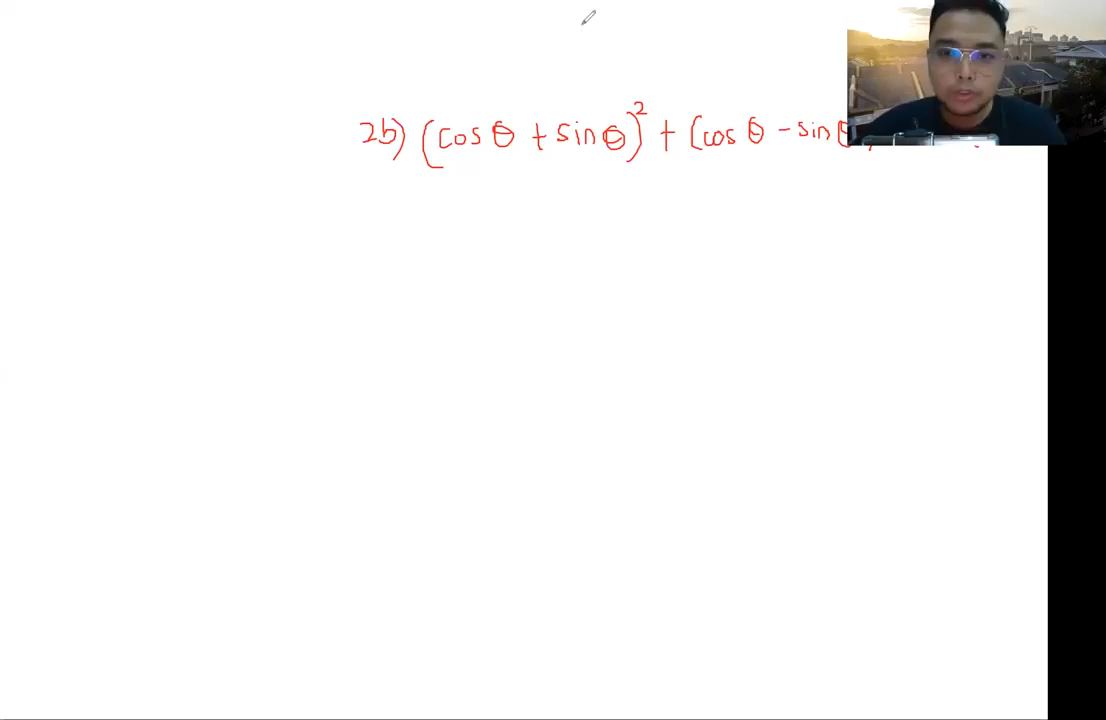 2b) (cos θ + sin θ)² + (cos θ - sin θ